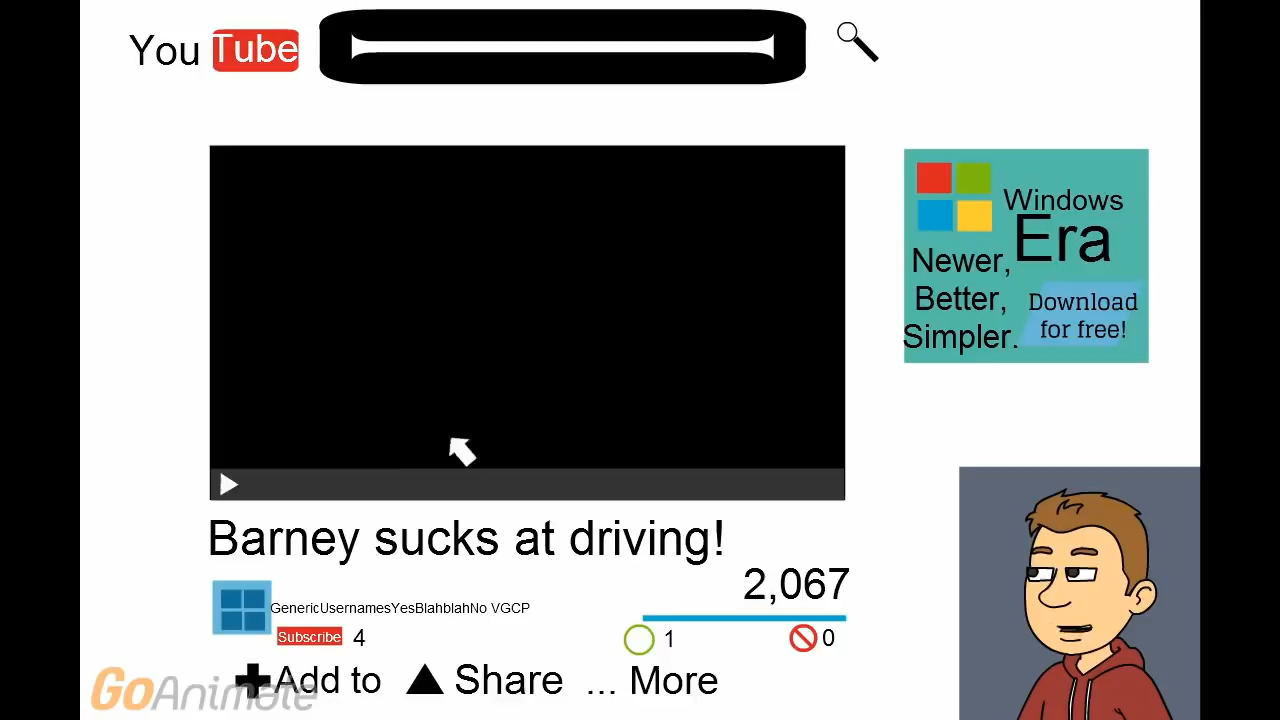 You Tube
Windows
Era
Newer,
Better,
Simpler.
Download
for free!
Barney sucks at driving!
2,067
GenericUsernamesYesBlahblahNo VGCP
Subscribe 4
1 0
Add to Share ... More
GoAnimate